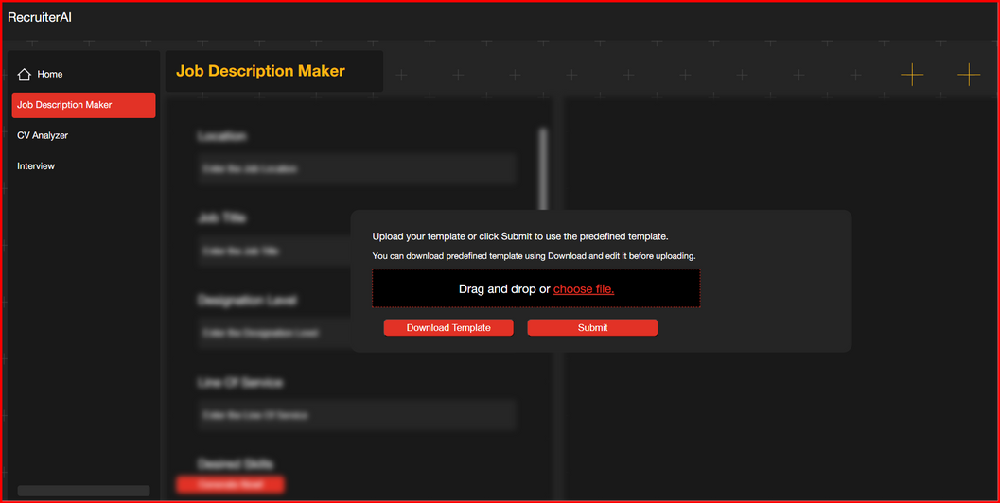 RecruiterAI
Home
Job Description Maker
CV Analyzer
Interview
Job Description Maker
Location
Enter the Job Location
Job Title
Enter the Job Title
Designation Level
Enter the Designation Level
Line Of Service
Enter the Line Of Service
Desired Skills
Generate Now!
Upload your template or click Submit to use the predefined template.
You can download predefined template using Download and edit it before uploading.
Drag and drop or choose file.
Download Template
Submit